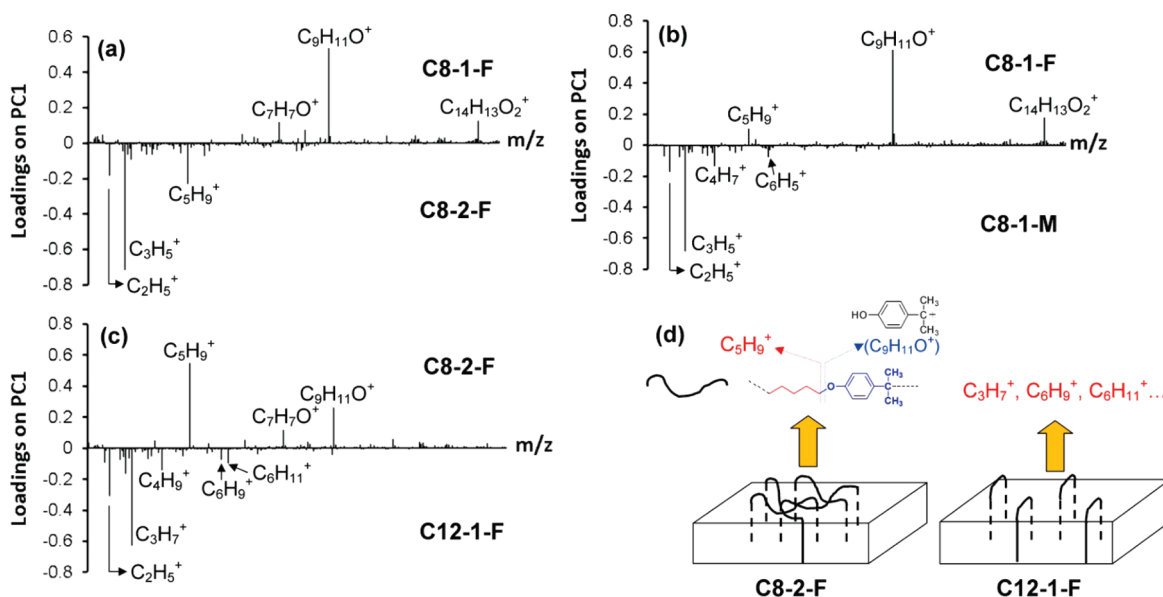 (a)
Loadings on PC1
0.6
0.4
0.2
0
-0.2
-0.4
-0.6
-0.8
C₉H₁₁O⁺
C8-1-F
C₇H₇O⁺
C₁₄H₁₃O₂⁺
m/z
C₅H₉⁺
C8-2-F
C₃H₅⁺
C₂H₅⁺
(b)
Loadings on PC1
0.8
0.6
0.4
0.2
0
-0.2
-0.4
-0.6
-0.8
C₉H₁₁O⁺
C8-1-F
C₅H₉⁺
C₁₄H₁₃O₂⁺
m/z
C₄H₇⁺
C₆H₅⁺
C8-1-M
C₃H₅⁺
C₂H₅⁺
(c)
Loadings on PC1
0.8
0.6
0.4
0.2
0
-0.2
-0.4
-0.6
-0.8
C₅H₉⁺
C8-2-F
C₉H₁₁O⁺
C₇H₇O⁺
m/z
C₄H₉⁺
C₆H₉⁺
C₆H₁₁⁺
C₃H₇⁺
C12-1-F
C₂H₅⁺
(d)
CH₃
HO
C+
CH₃
C₅H₉⁺
(C₉H₁₁O⁺)
CH₃
O
C
CH₃
C₃H₇⁺, C₆H₉⁺, C₆H₁₁⁺...
C8-2-F
C12-1-F